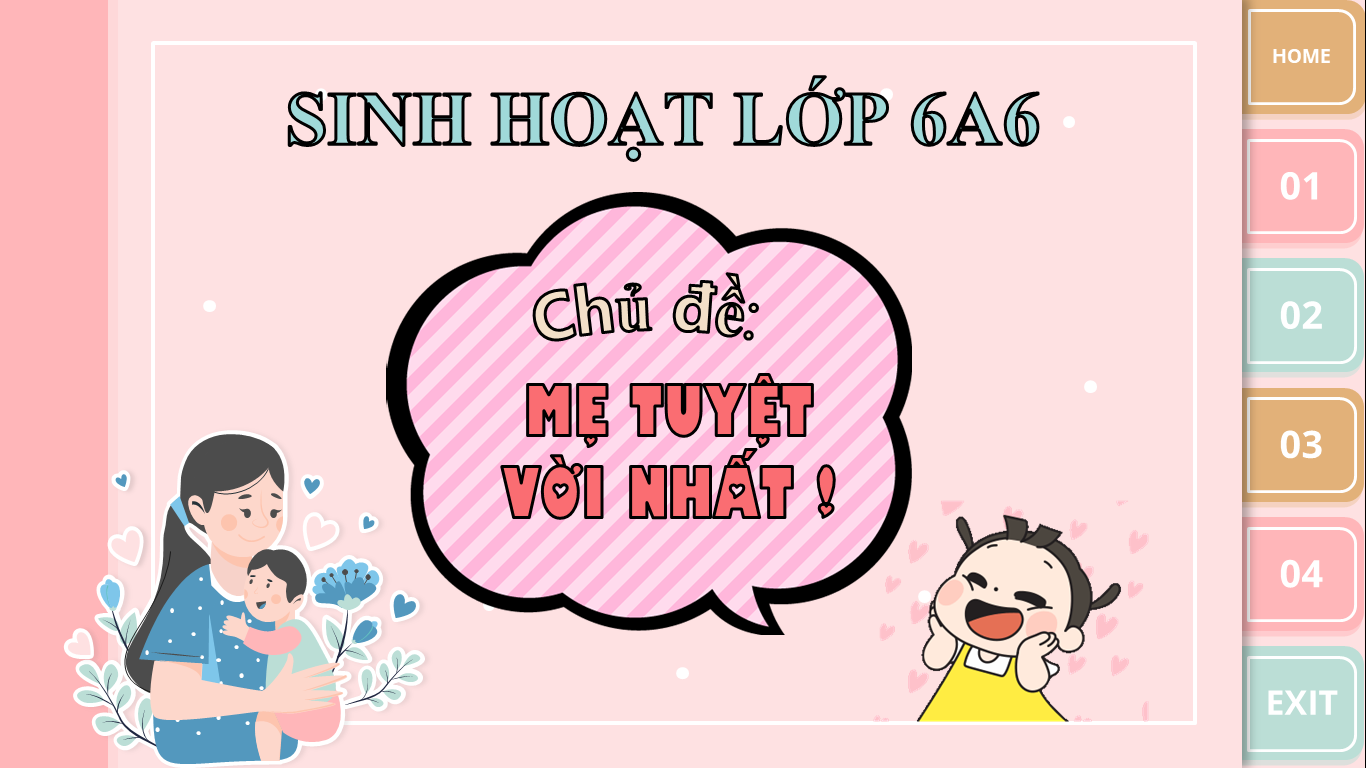 SINH HOẠT LỚP 6A6
Chủ đề:
MẸ TUYỆT
VỜI NHẤT !
HOME
01
02
03
04
EXIT